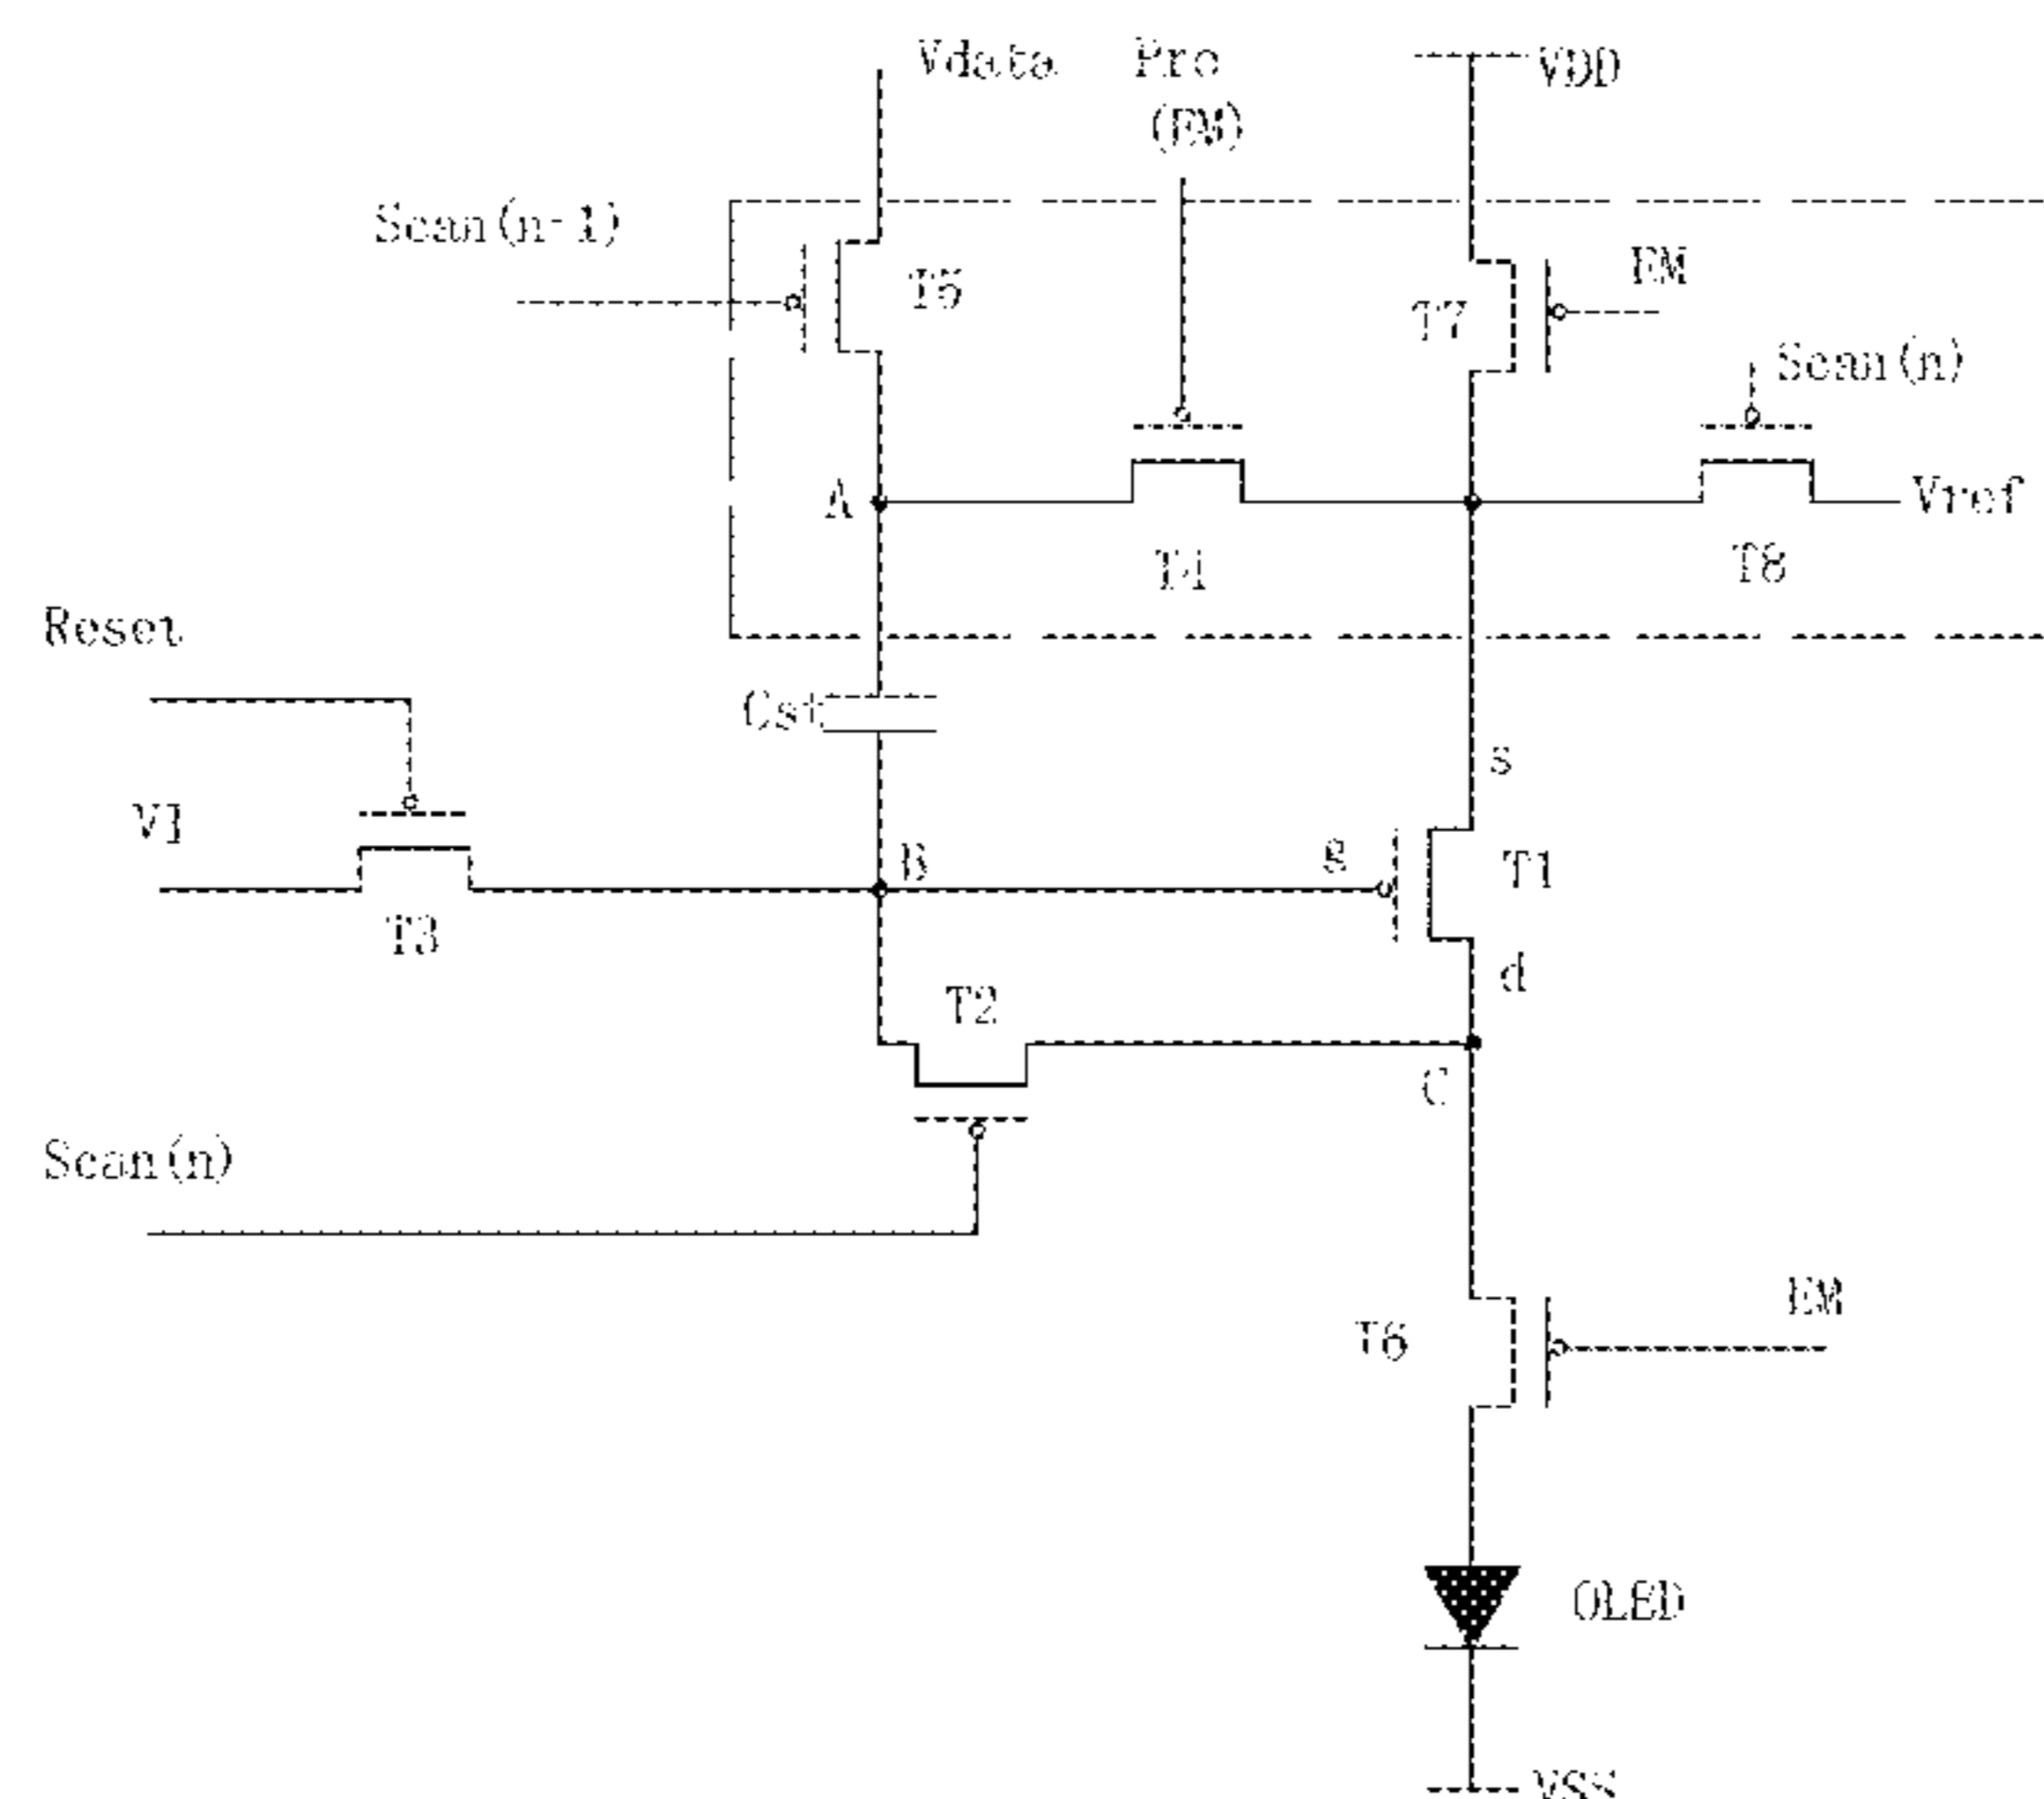 Vdata Pro VDD
(EM)
Scan(n-1)
T5
EM
T7
Scan(n)
A
Vref
T4
T8
Reset
Cst
s
VI
B
g
T1
T3
d
T2
C
Scan(n)
EM
T6
OLED
VSS